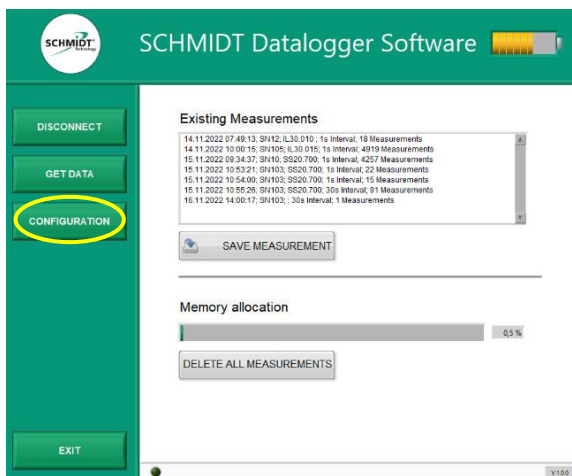 SCHMIDT
Technology
SCHMIDT Datalogger Software
DISCONNECT
GET DATA
CONFIGURATION
EXIT
Existing Measurements
14.11.2022 07:49:13; SN12; IL30.010 ; 1s Interval; 18 Measurements
14.11.2022 10:00:15; SN105; IL30.015; 1s Interval; 4919 Measurements
15.11.2022 09:34:37; SN10; SS20.700; 1s Interval; 4257 Measurements
15.11.2022 10:53:21; SN103; SS20.700; 1s Interval; 22 Measurements
15.11.2022 10:54:00; SN103; SS20.700; 1s Interval; 15 Measurements
15.11.2022 10:55:26; SN103; SS20.700; 30s Interval; 91 Measurements
16.11.2022 14:00:17; SN103; ; 30s Interval; 1 Measurements
SAVE MEASUREMENT
Memory allocation
0,5 %
DELETE ALL MEASUREMENTS
V1.0.0